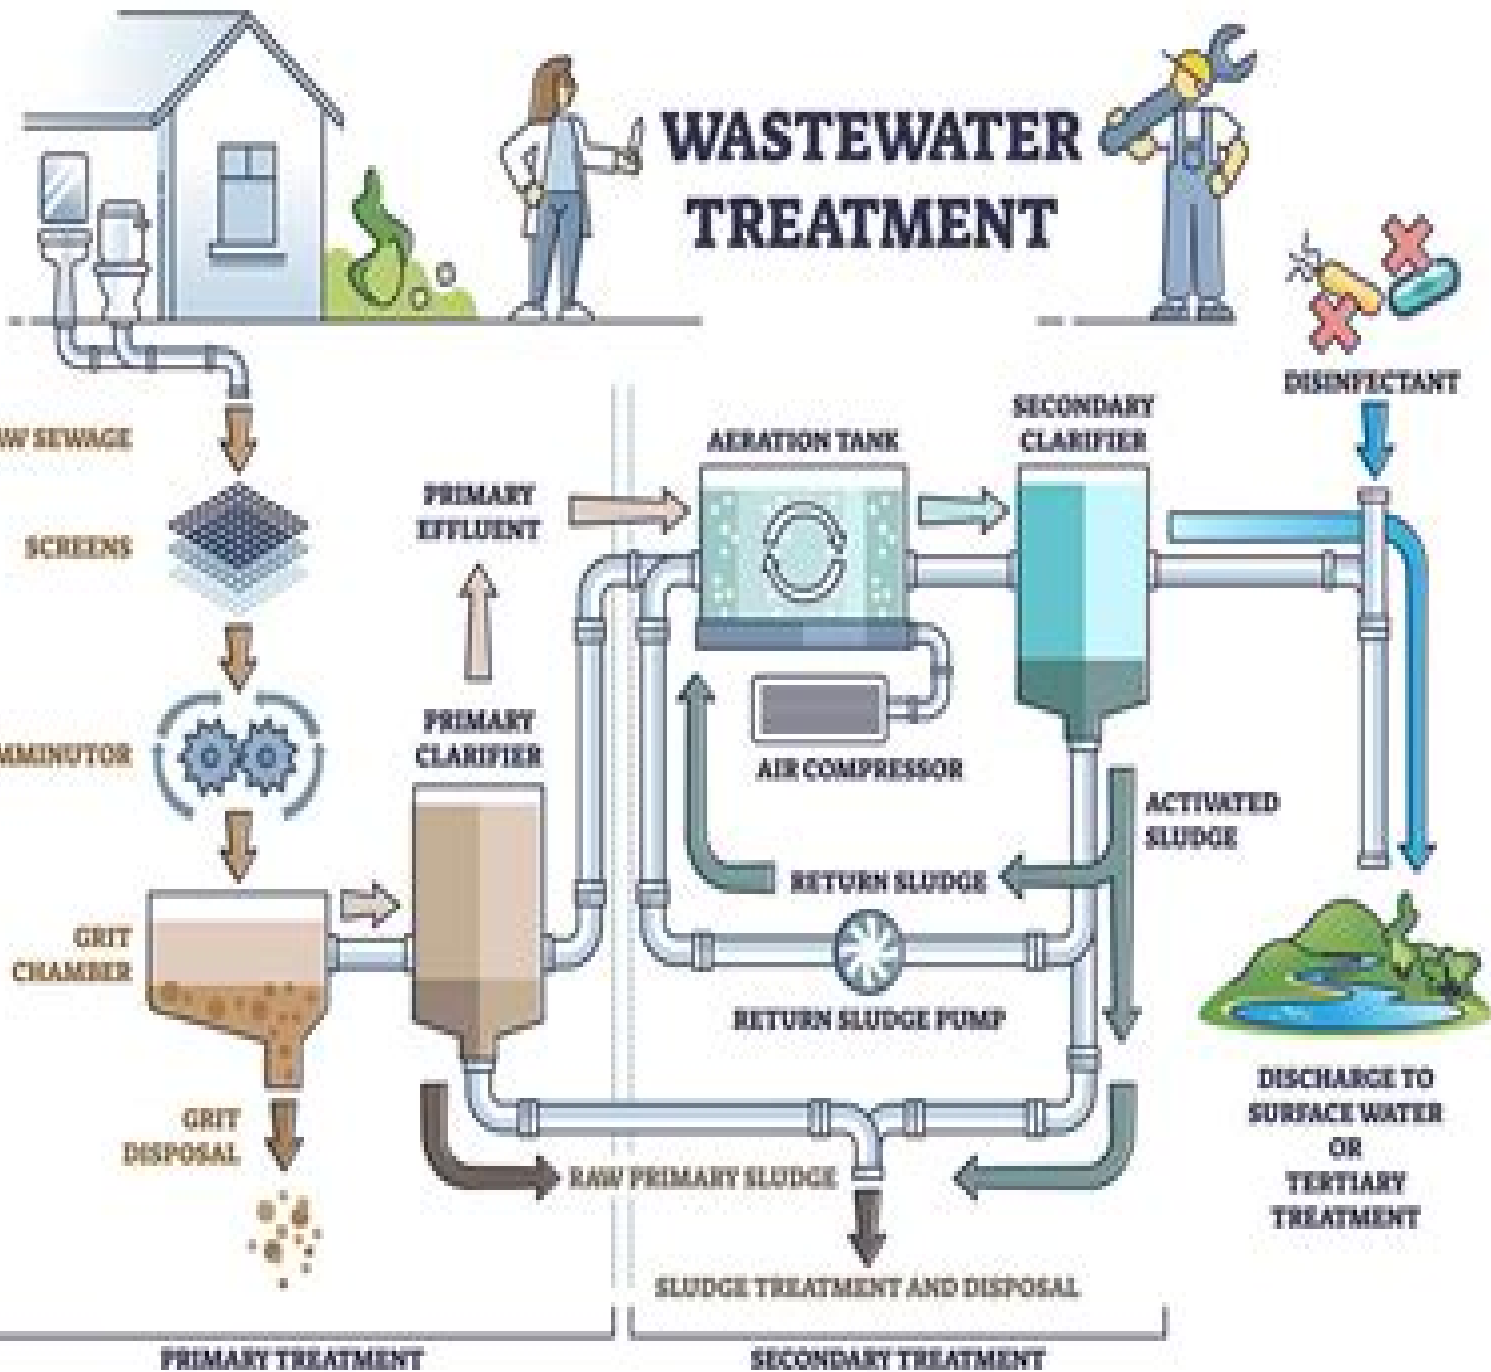 WASTEWATER
TREATMENT
DISINFECTANT
W SEWAGE
SCREENS
MMINUTOR
GRIT
CHAMBER
GRIT
DISPOSAL
PRIMARY
EFFLUENT
PRIMARY
CLARIFIER
AERATION TANK
SECONDARY
CLARIFIER
AIR COMPRESSOR
ACTIVATED
SLUDGE
RETURN SLUDGE
RETURN SLUDGE PUMP
RAW PRIMARY SLUDGE
SLUDGE TREATMENT AND DISPOSAL
DISCHARGE TO
SURFACE WATER
OR
TERTIARY
TREATMENT
PRIMARY TREATMENT
SECONDARY TREATMENT